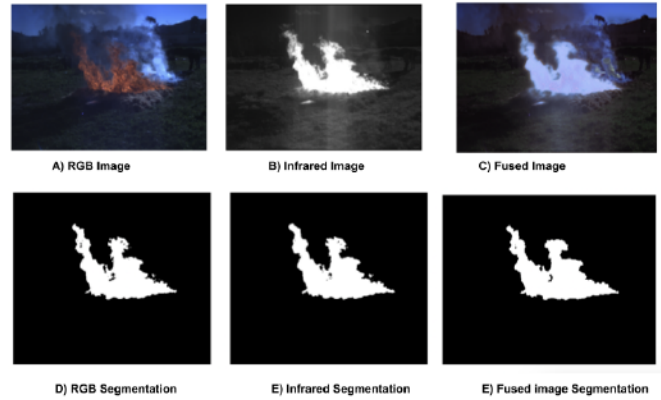 A) RGB Image
B) Infrared Image
C) Fused Image
D) RGB Segmentation
E) Infrared Segmentation
E) Fused image Segmentation